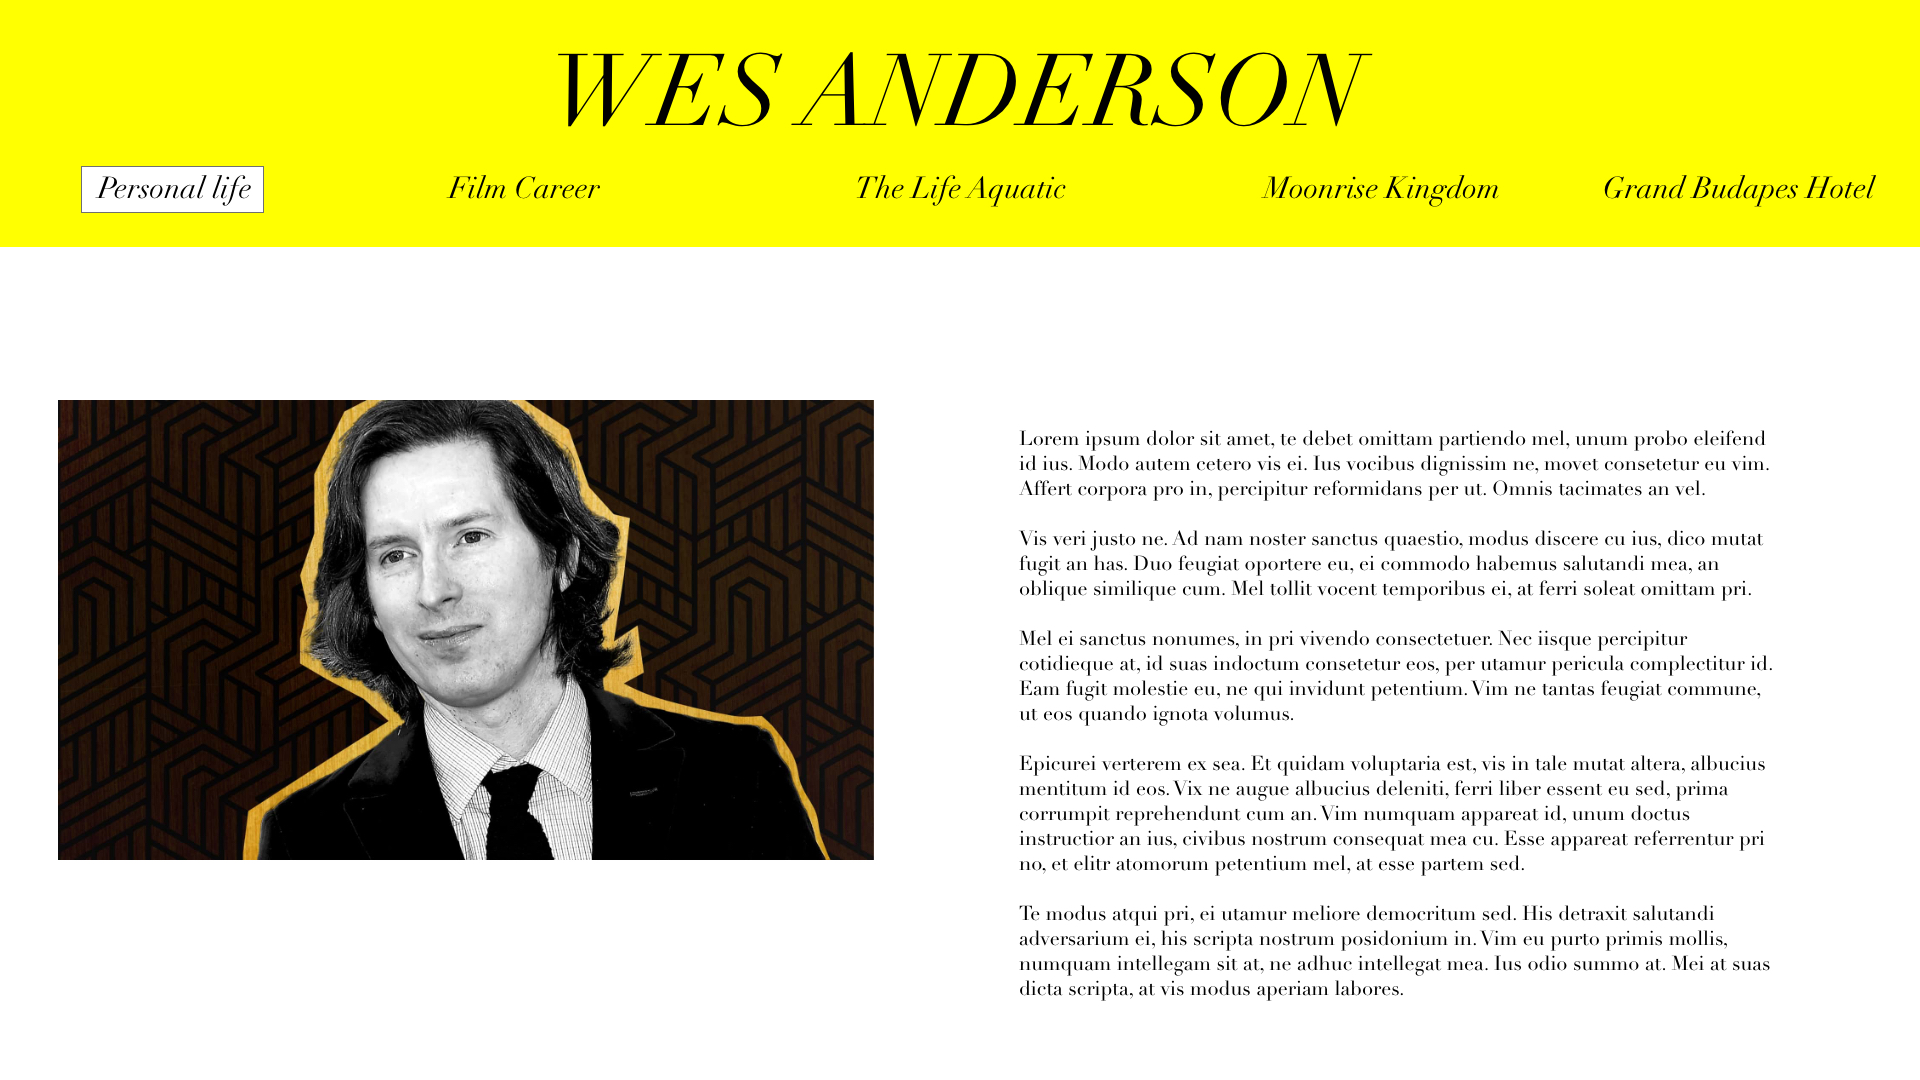 WES ANDERSON
Personal life
Film Career
The Life Aquatic
Moonrise Kingdom
Grand Budapes Hotel
Lorem ipsum dolor sit amet, te debet omittam partiendo mel, unum probo eleifend
id ius. Modo autem cetero vis ei. Ius vocibus dignissim ne, movet consetetur eu vim.
Affert corpora pro in, percipitur reformidans per ut. Omnis tacimates an vel.
Vis veri justo ne. Ad nam noster sanctus quaestio, modus discere cu ius, dico mutat
fugit an has. Duo feugiat oportere eu, ei commodo habemus salutandi mea, an
oblique similique cum. Mel tollit vocent temporibus ei, at ferri soleat omittam pri.
Mel ei sanctus nonumes, in pri vivendo consectetuer. Nec iisque percipitur
cotidieque at, id suas indoctum consetetur eos, per utamur pericula complectitur id.
Eam fugit molestie eu, ne qui invidunt petentium. Vim ne tantas feugiat commune,
ut eos quando ignota volumus.
Epicurei verterem ex sea. Et quidam voluptaria est, vis in tale mutat altera, albucius
mentitum id eos. Vix ne augue albucius deleniti, ferri liber essent eu sed, prima
corrumpit reprehendunt cum an. Vim numquam appareat id, unum doctus
instructior an ius, civibus nostrum consequat mea cu. Esse appareat referrentur pri
no, et elitr atomorum petentium mel, at esse partem sed.
Te modus atqui pri, ei utamur meliore democritum sed. His detraxit salutandi
adversarium ei, his scripta nostrum posidonium in. Vim eu purto primis mollis,
numquam intellegam sit at, ne adhuc intellegat mea. Ius odio summo at. Mei at suas
dicta scripta, at vis modus aperiam labores.